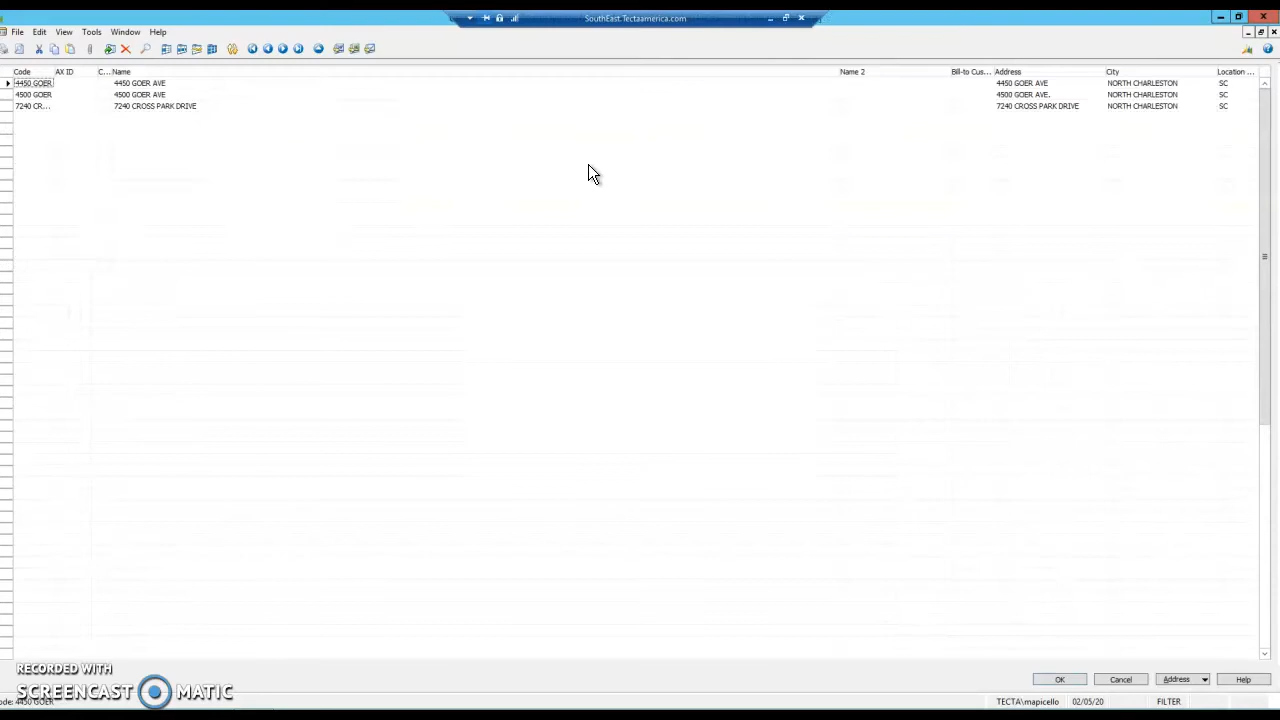 SouthEast.Tectaamerica.com
File Edit View Tools Window Help
Code AX ID C... Name Name 2 Bill-to Cus... Address City Location ...
4450 GOER 4450 GOER AVE 4450 GOER AVE NORTH CHARLESTON SC
4500 GOER 4500 GOER AVE 4500 GOER AVE. NORTH CHARLESTON SC
7240 CR... 7240 CROSS PARK DRIVE 7240 CROSS PARK DRIVE NORTH CHARLESTON SC
RECORDED WITH
SCREENCAST MATIC
OK Cancel Address Help
ode: 4450 GOER TECTA\mapicello 02/05/20 FILTER